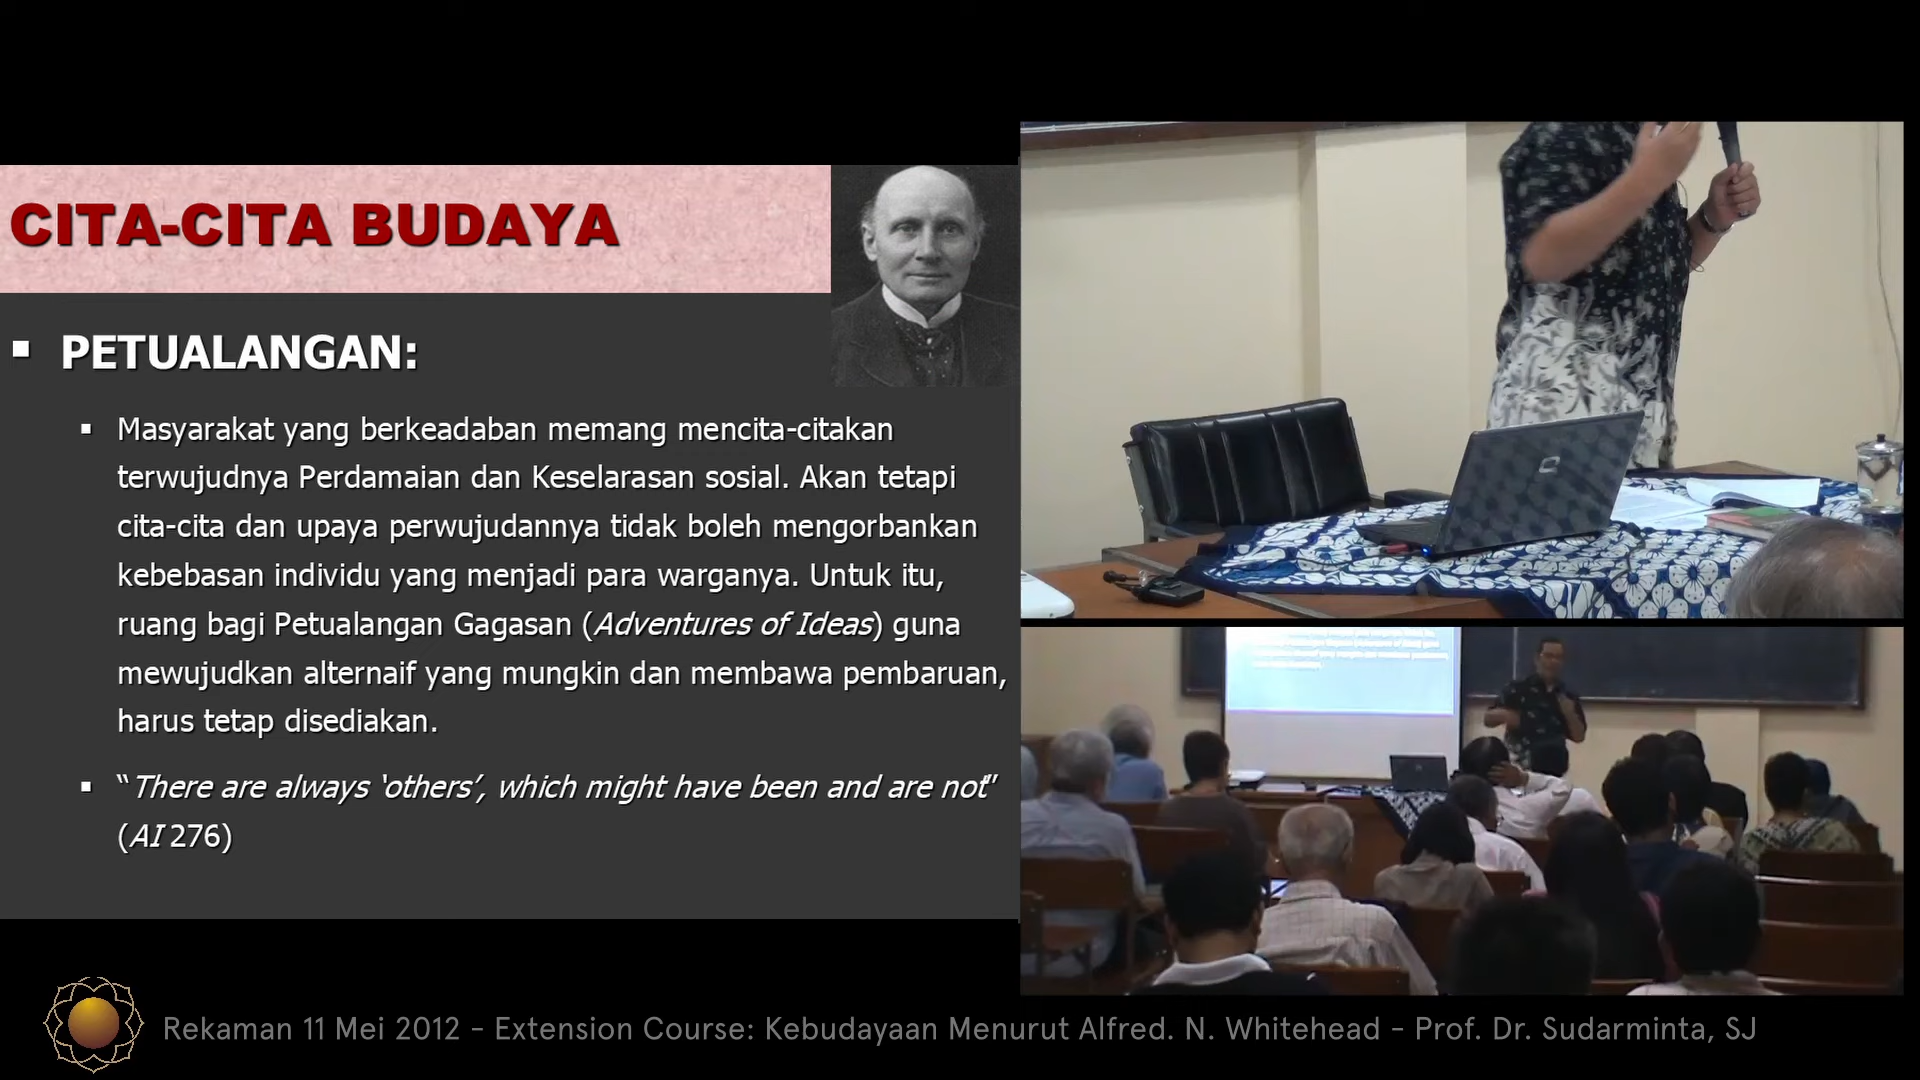 CITA-CITA BUDAYA
PETUALANGAN:
Masyarakat yang berkeadaban memang mencita-citakan
terwujudnya Perdamaian dan Keselarasan sosial. Akan tetapi
cita-cita dan upaya perwujudannya tidak boleh mengorbankan
kebebasan individu yang menjadi para warganya. Untuk itu,
ruang bagi Petualangan Gagasan (Adventures of Ideas) guna
mewujudkan alternaif yang mungkin dan membawa pembaruan,
harus tetap disediakan.
“There are always ‘others’, which might have been and are not”
(AI 276)
Rekaman 11 Mei 2012 - Extension Course: Kebudayaan Menurut Alfred. N. Whitehead - Prof. Dr. Sudarminta, SJ